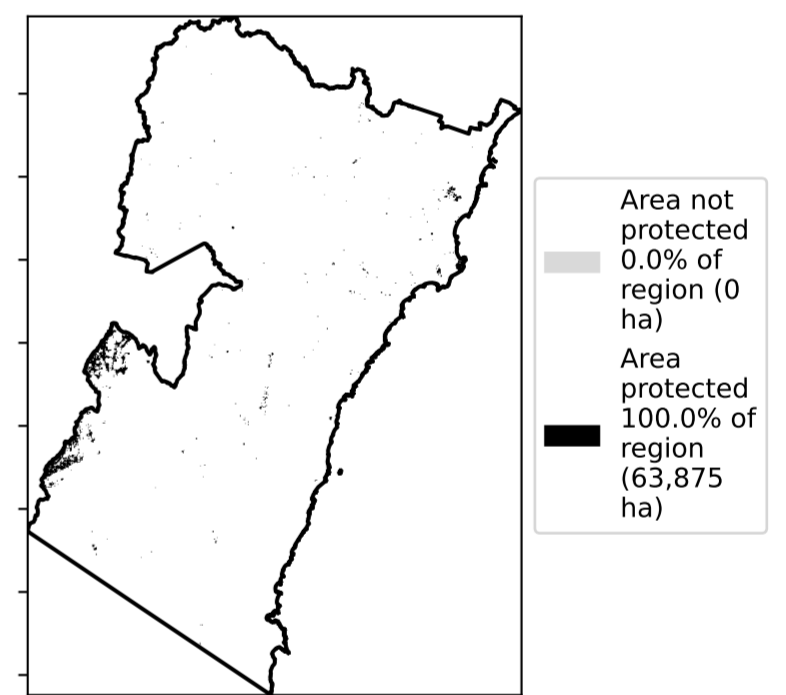 Area not
protected
0.0% of
region (0
ha)
Area
protected
100.0% of
region
(63,875
ha)